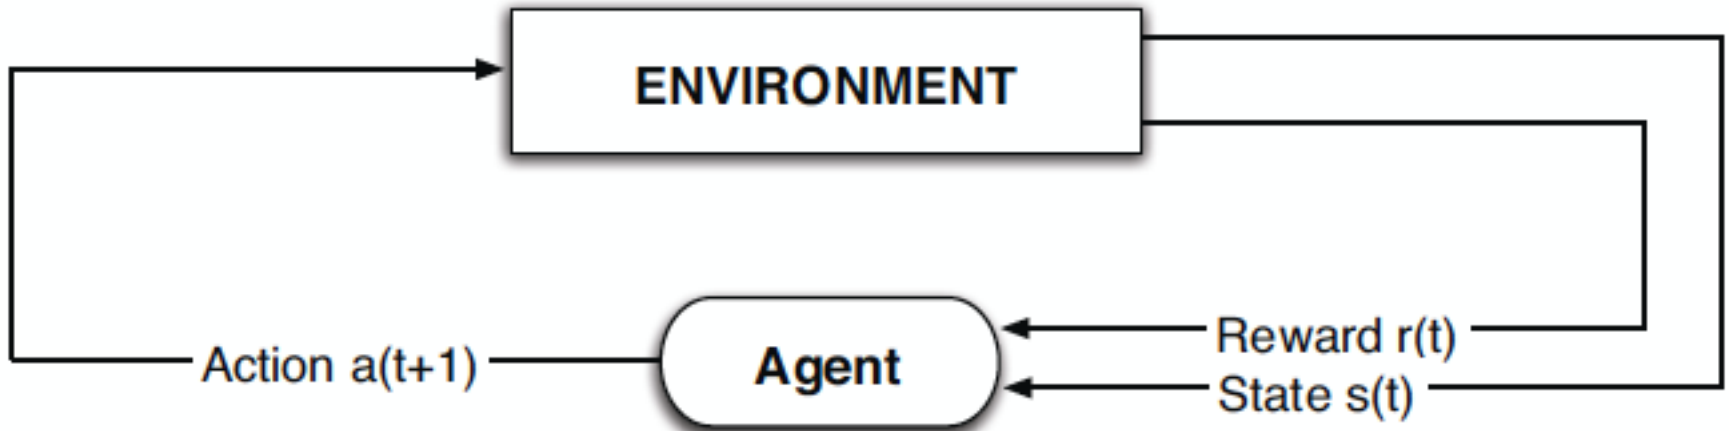 ENVIRONMENT
Reward r(t)
Action a(t+1)
Agent
State s(t)